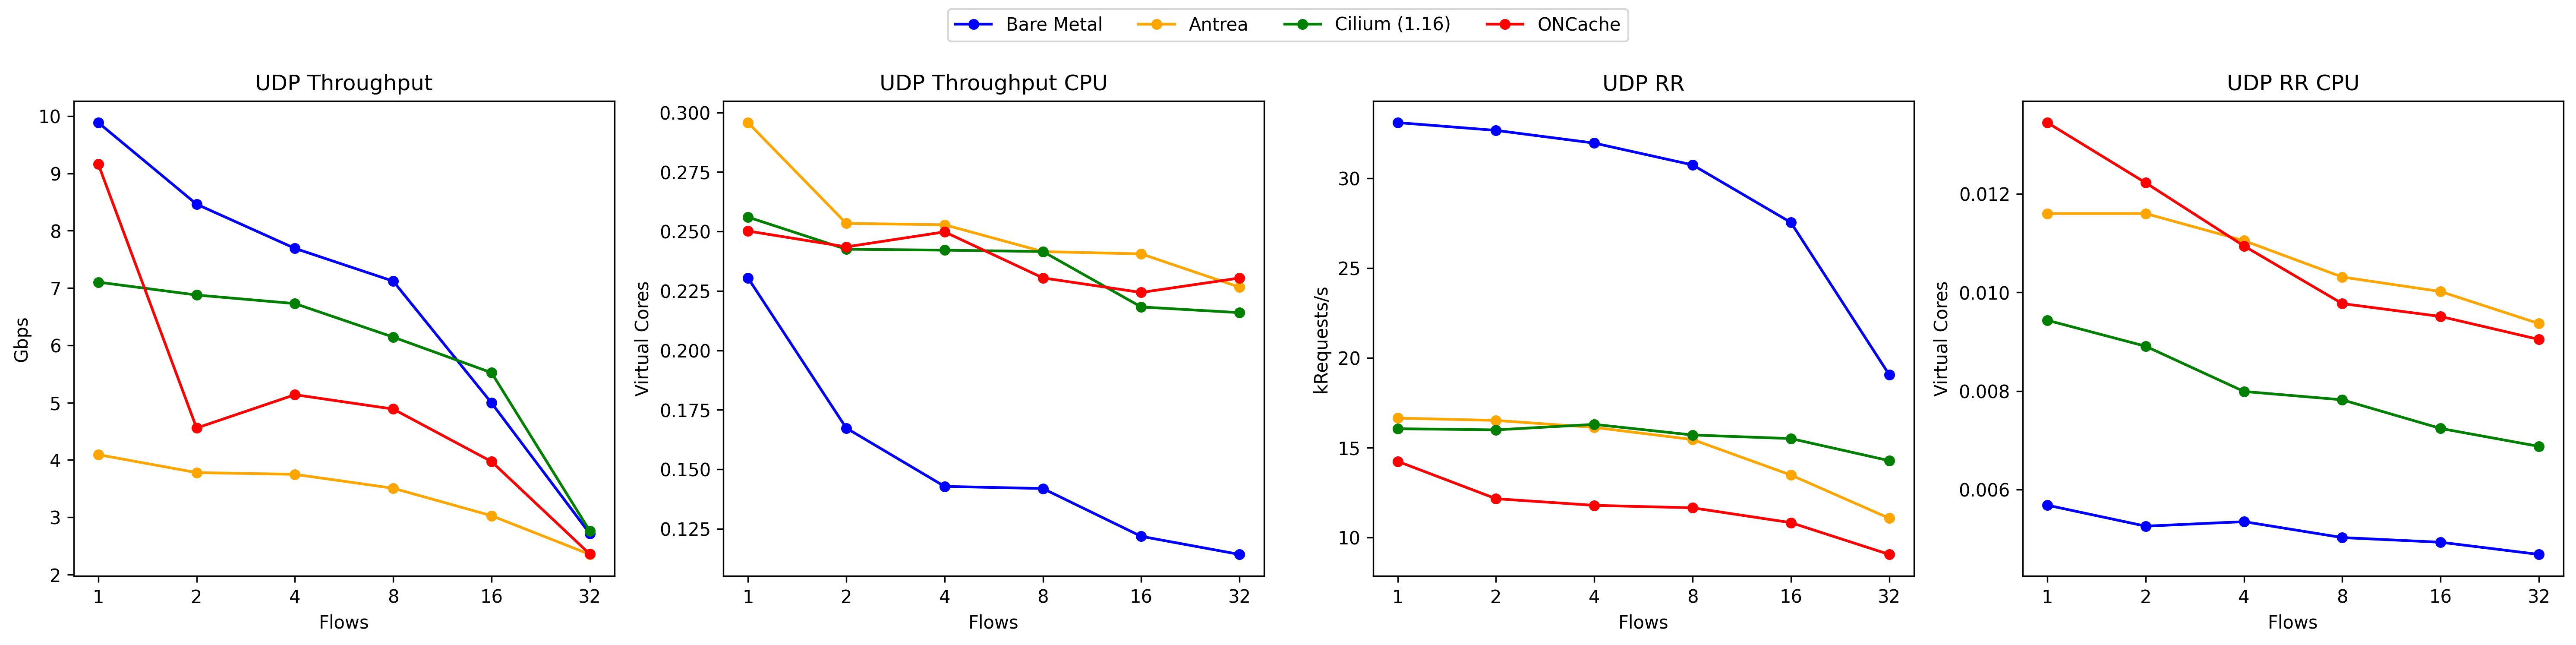 Bare Metal Antrea Cilium (1.16) ONCache
UDP Throughput
10
9
8
7
6
5
4
3
2
Gbps
1 2 4 8 16 32
Flows
UDP Throughput CPU
0.300
0.275
0.250
0.225
0.200
0.175
0.150
0.125
Virtual Cores
1 2 4 8 16 32
Flows
UDP RR
30
25
20
15
10
kRequests/s
1 2 4 8 16 32
Flows
UDP RR CPU
0.012
0.010
0.008
0.006
Virtual Cores
1 2 4 8 16 32
Flows